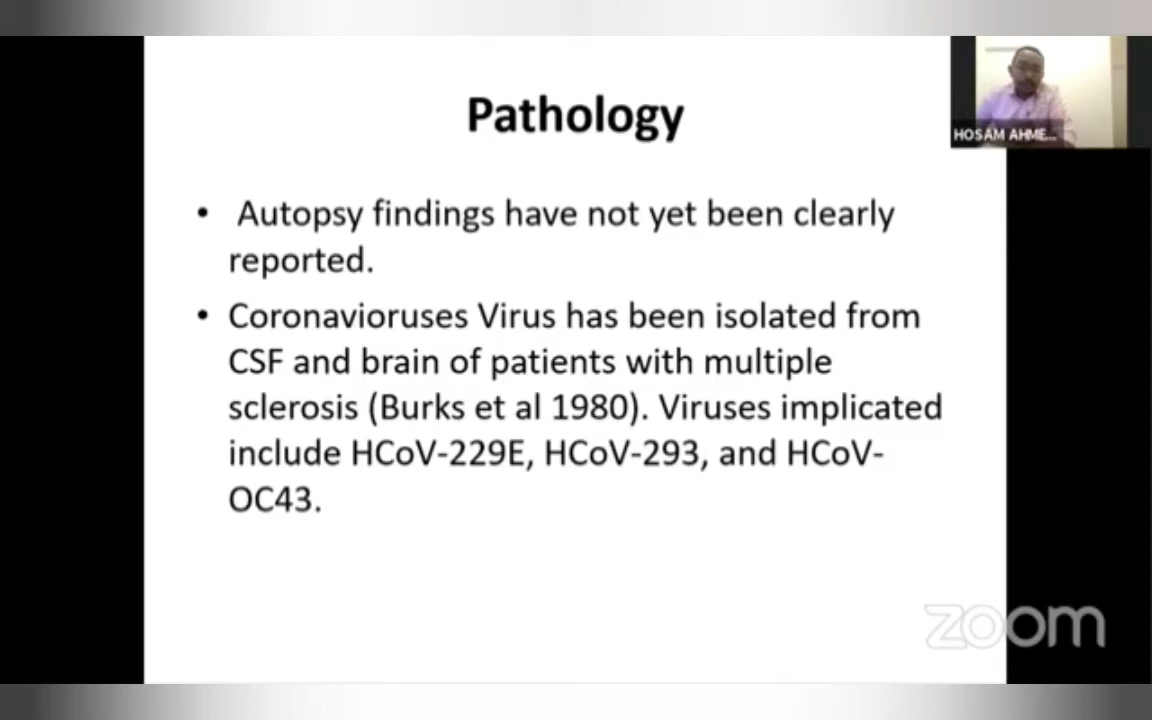 Pathology
HOSAM AHME...
• Autopsy findings have not yet been clearly
reported.
• Coronavioruses Virus has been isolated from
CSF and brain of patients with multiple
sclerosis (Burks et al 1980). Viruses implicated
include HCoV-229E, HCoV-293, and HCoV-
OC43.
zoom